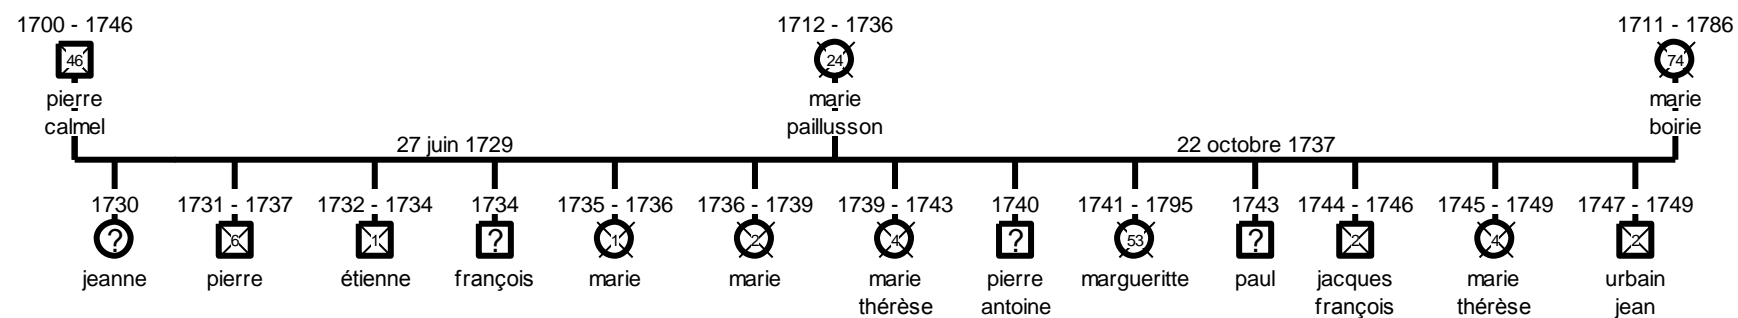 1700 - 1746 1712 - 1736 1711 - 1786
46 24 74
pierre marie marie
calmel paillusson boirie
27 juin 1729 22 octobre 1737
1730 1731 - 1737 1732 - 1734 1734 1735 - 1736 1736 - 1739 1739 - 1743 1740 1741 - 1795 1743 1744 - 1746 1745 - 1749 1747 - 1749
? 6 1 ? 1 2 4 ? 53 ? 2 4 2
jeanne pierre étienne françois marie marie marie pierre margueritte paul jacques marie urbain
thérèse antoine françois thérèse jean